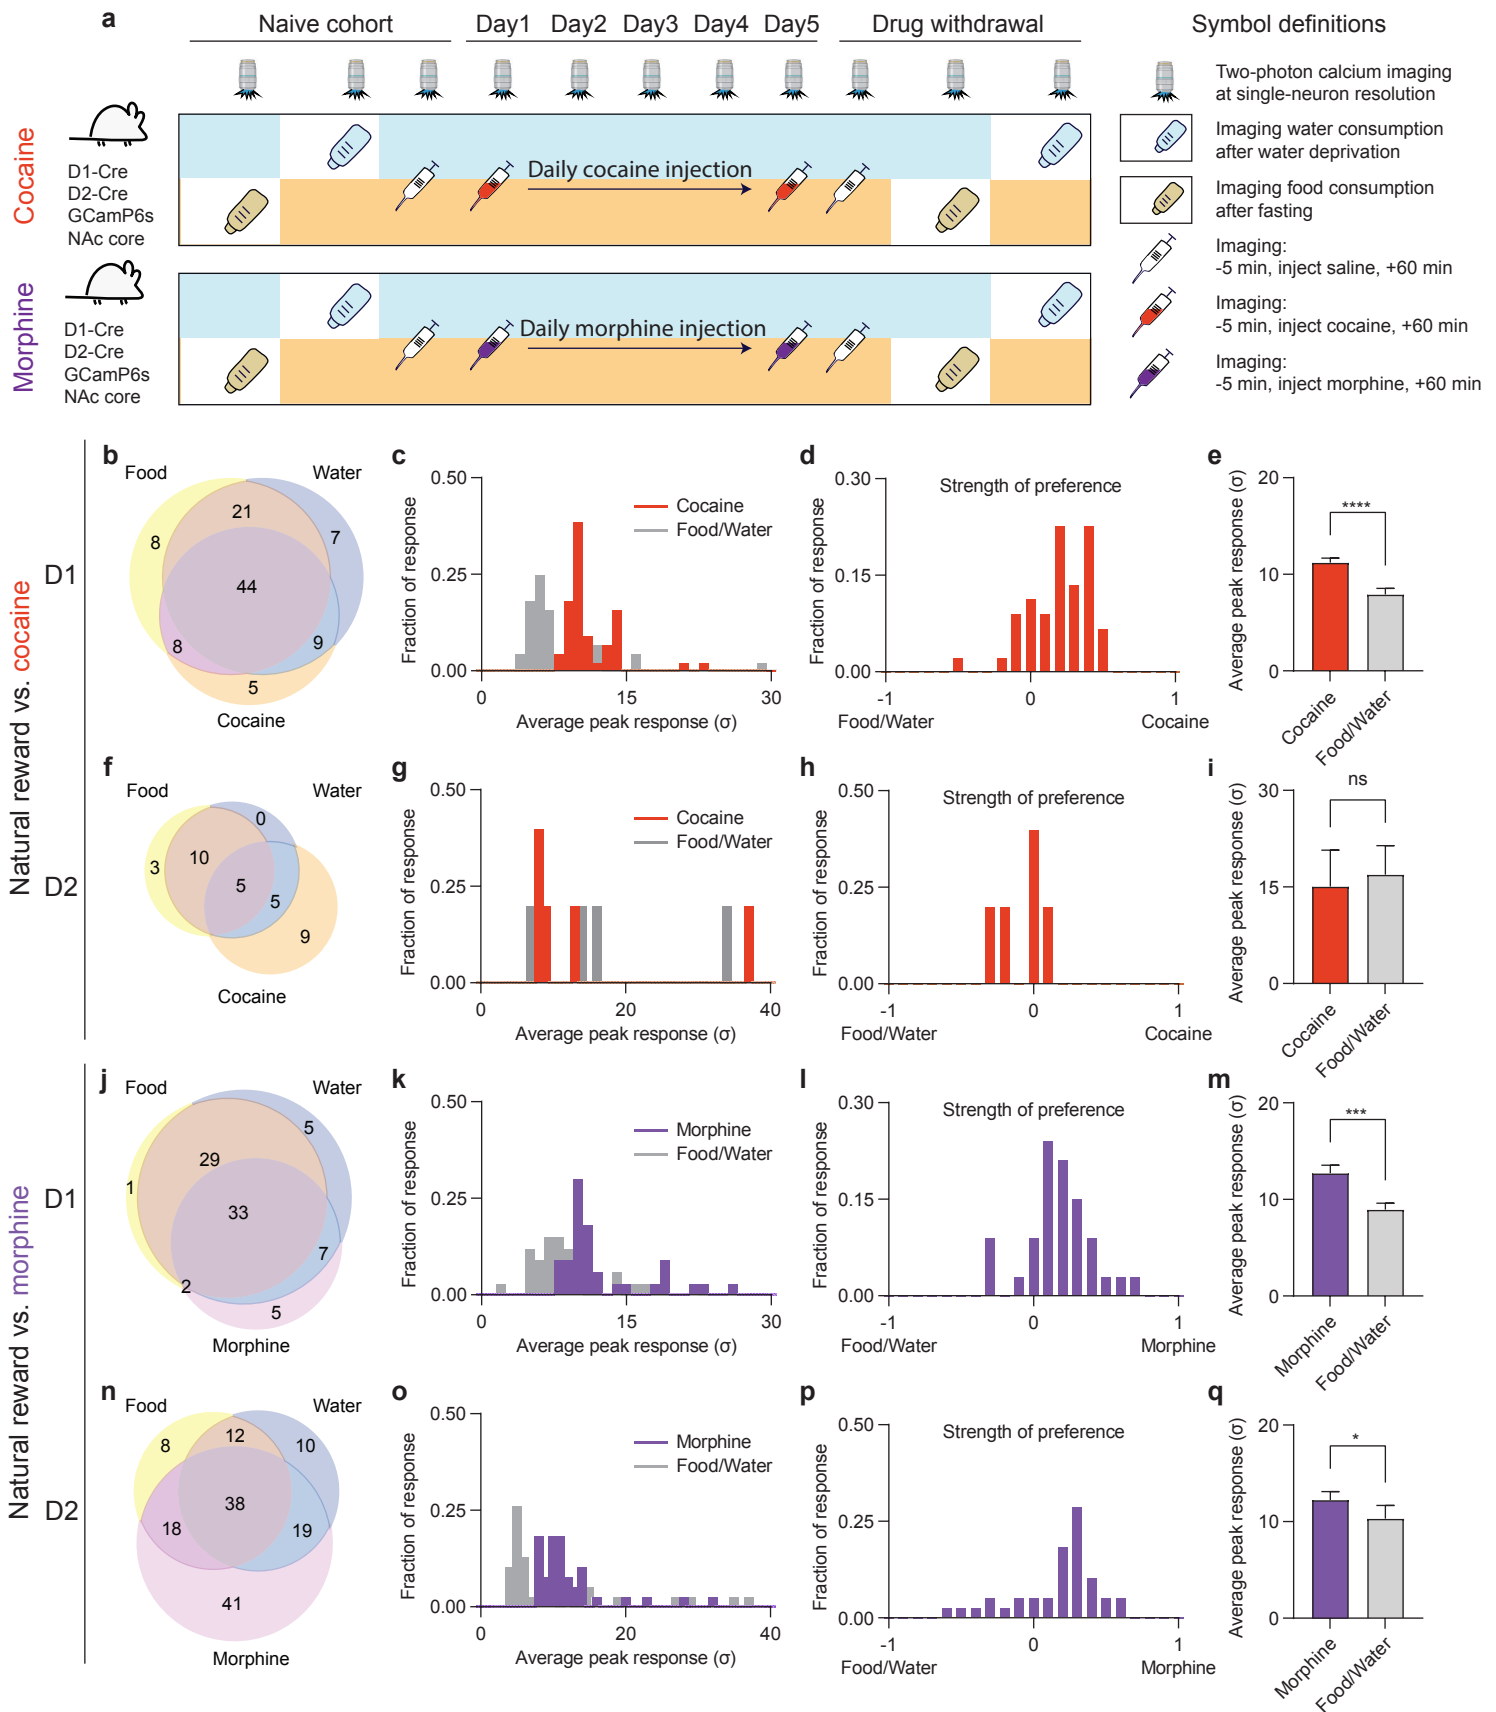 a
Naive cohort
Day1
Day2
Day3
Day4
Day5
Drug withdrawal
Symbol definitions
Cocaine
D1-Cre
D2-Cre
GCamP6s
NAc core
Daily cocaine injection
Morphine
D1-Cre
D2-Cre
GCamP6s
NAc core
Daily morphine injection
Two-photon calcium imaging
at single-neuron resolution
Imaging water consumption
after water deprivation
Imaging food consumption
after fasting
Imaging:
-5 min, inject saline, +60 min
Imaging:
-5 min, inject cocaine, +60 min
Imaging:
-5 min, inject morphine, +60 min
Natural reward vs. cocaine
D1
b
Food
Water
21
8
7
44
8
9
5
Cocaine
c
Fraction of response
0.50
0.25
0.00
Cocaine
Food/Water
0
15
30
Average peak response (σ)
d
Fraction of response
0.30
0.15
0.00
Strength of preference
-1
0
1
Food/Water
Cocaine
e
Average peak response (σ)
20
10
0
****
Cocaine
Food/Water
D2
f
Food
Water
0
3
10
5
5
9
Cocaine
g
Fraction of response
0.50
0.25
0.00
Cocaine
Food/Water
0
20
40
Average peak response (σ)
h
Fraction of response
0.50
0.25
0.00
Strength of preference
-1
0
1
Food/Water
Cocaine
i
Average peak response (σ)
30
15
0
ns
Cocaine
Food/Water
Natural reward vs. morphine
D1
j
Food
Water
5
29
1
33
7
2
5
Morphine
k
Fraction of response
0.50
0.25
0.00
Morphine
Food/Water
0
15
30
Average peak response (σ)
l
Fraction of response
0.30
0.15
0.00
Strength of preference
-1
0
1
Food/Water
Morphine
m
Average peak response (σ)
20
10
0
***
Morphine
Food/Water
D2
n
Food
Water
12
8
10
38
18
19
41
Morphine
o
Fraction of response
0.50
0.25
0.00
Morphine
Food/Water
0
20
40
Average peak response (σ)
p
Fraction of response
0.50
0.25
0.00
Strength of preference
-1
0
1
Food/Water
Morphine
q
Average peak response (σ)
20
10
0
*
Morphine
Food/Water